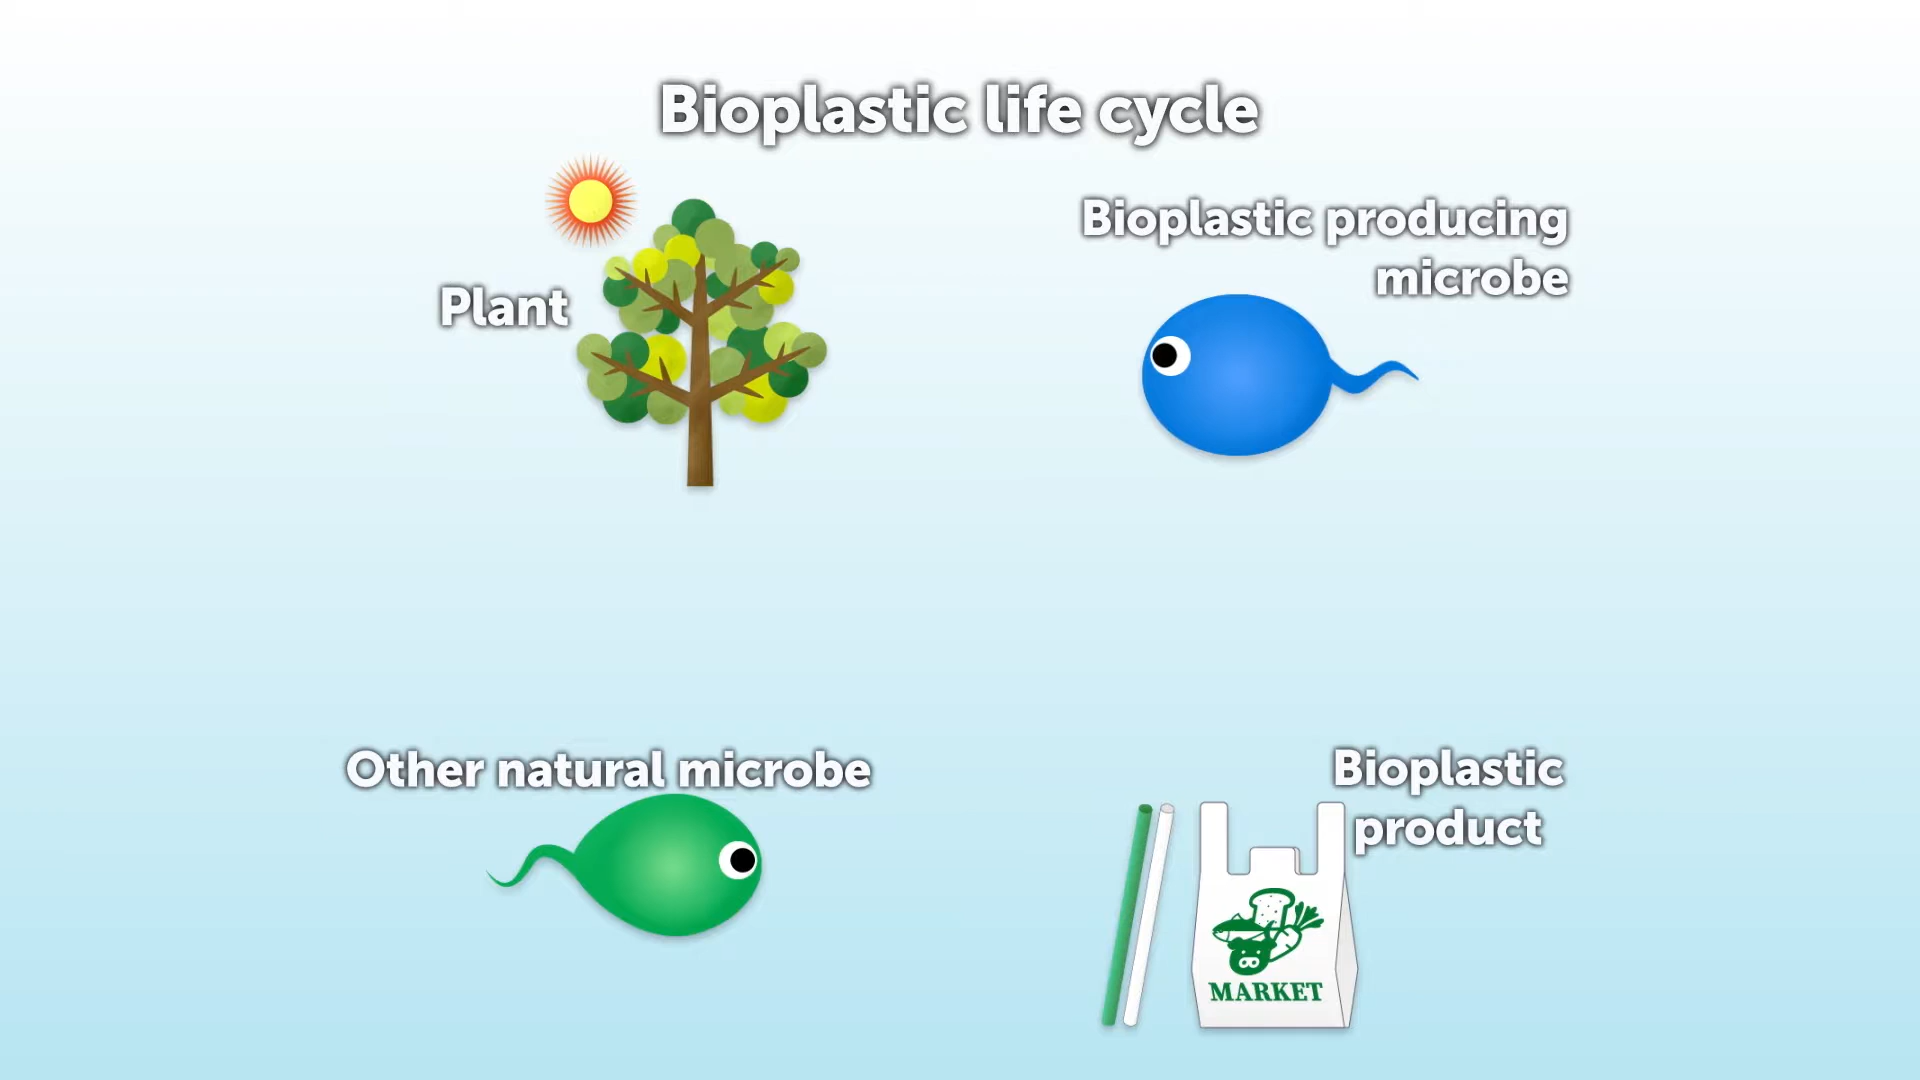 Bioplastic life cycle
Plant
Bioplastic producing
microbe
Other natural microbe
Bioplastic
product
MARKET